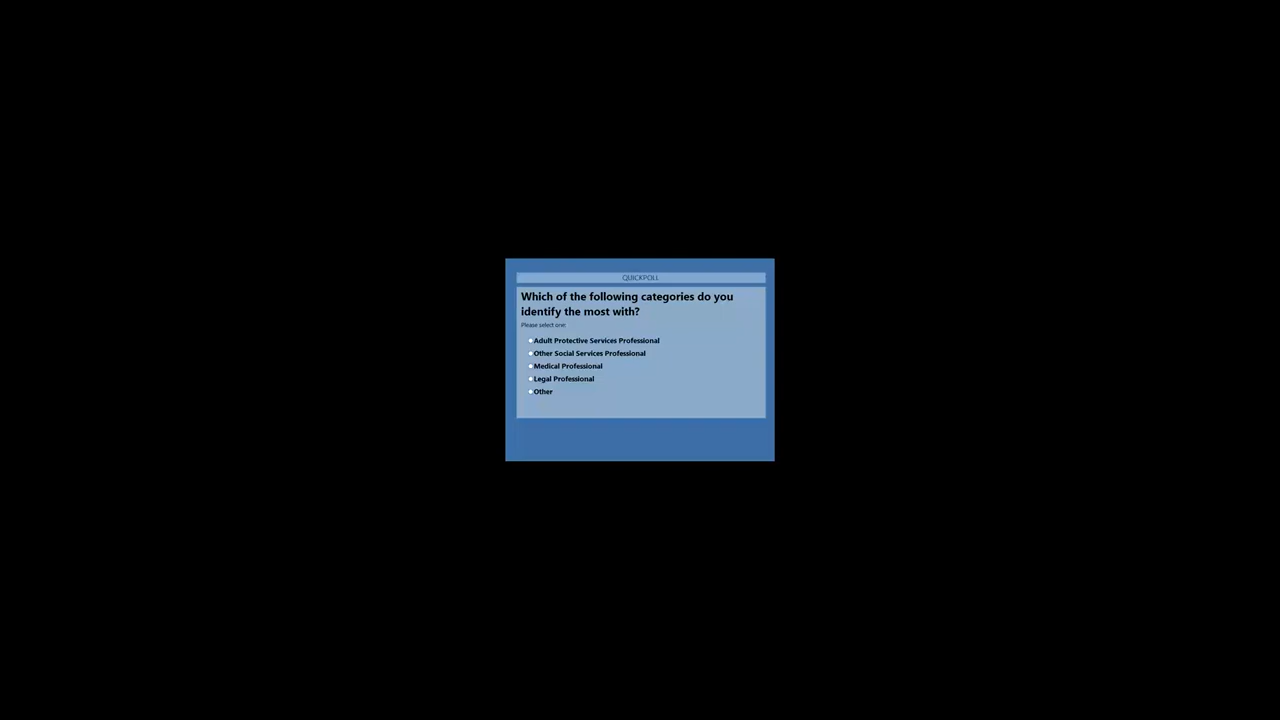 QUICKPOLL
Which of the following categories do you
identify the most with?
Please select one:
Adult Protective Services Professional
Other Social Services Professional
Medical Professional
Legal Professional
Other